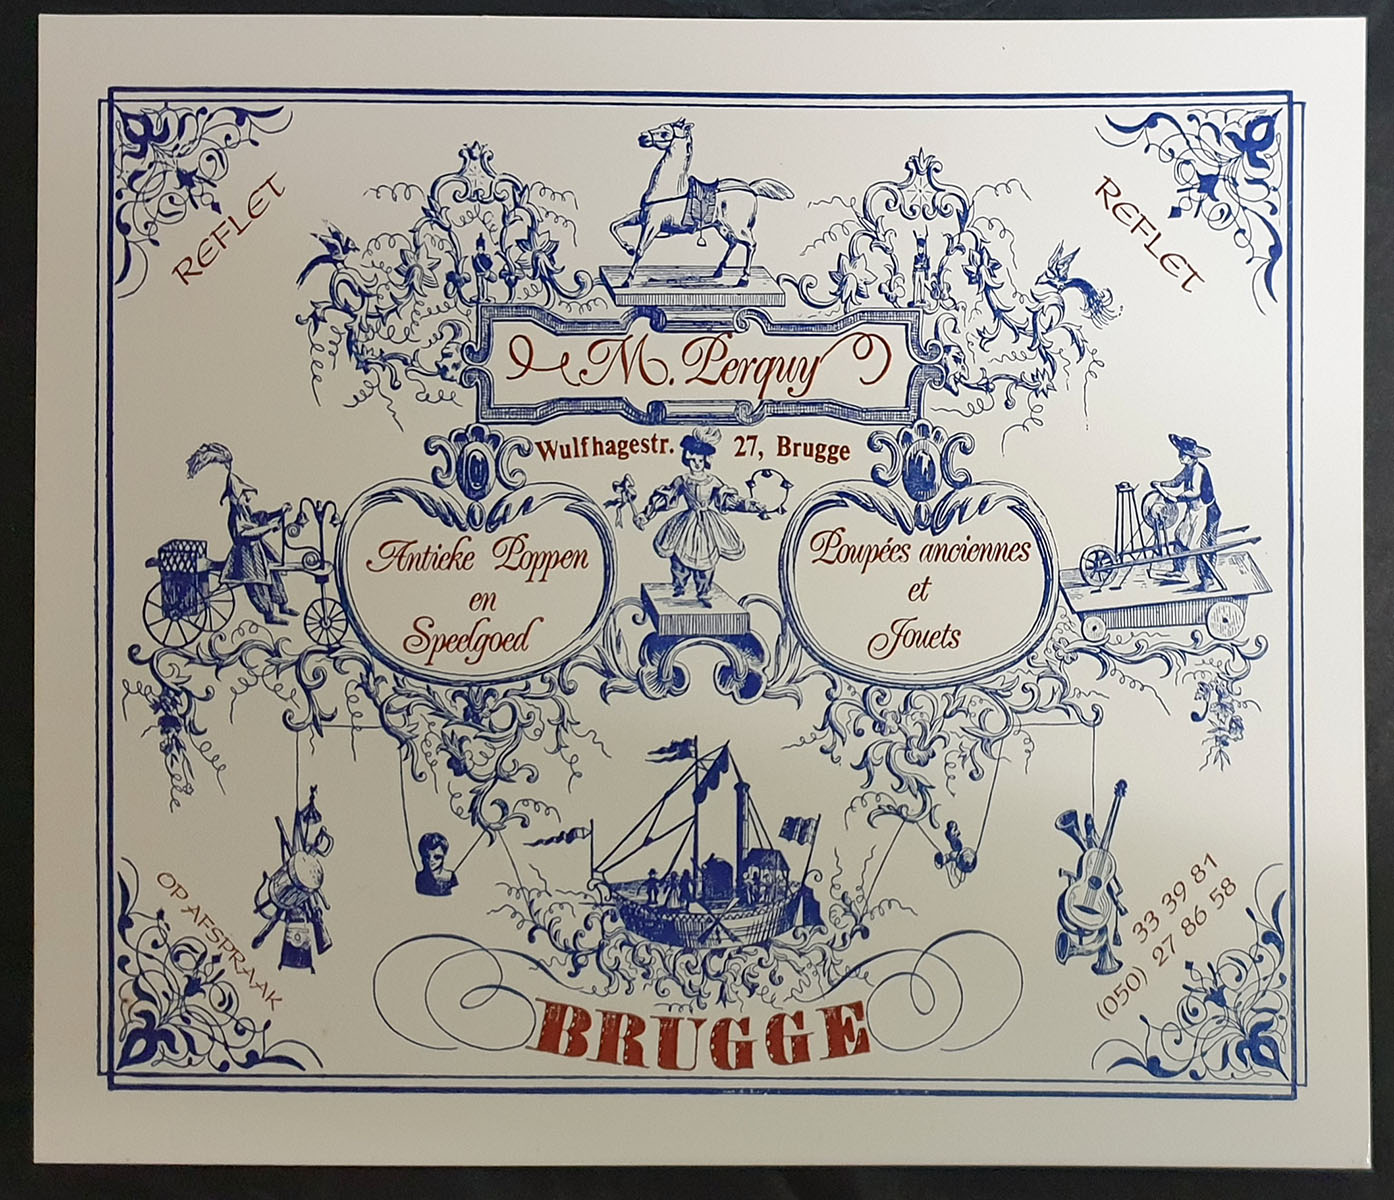 REFLET
REFLET
M. Perquy
Wulfhagestr. 27, Brugge
Antieke Poppen
en
Speelgoed
Poupées anciennes
et
Jouets
OP AFSPRAAK
33 39 81
(050) 27 86 58
BRUGGE